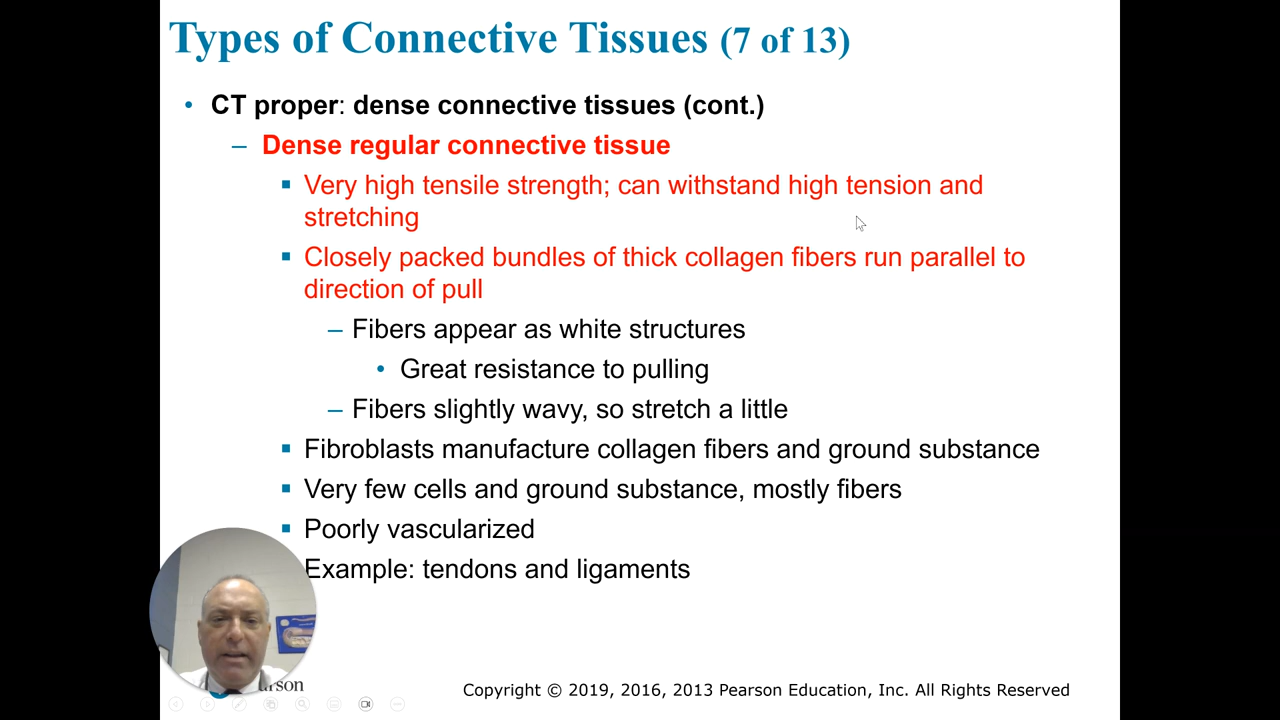 Types of Connective Tissues (7 of 13)
• CT proper: dense connective tissues (cont.)
– Dense regular connective tissue
▪ Very high tensile strength; can withstand high tension and
stretching
▪ Closely packed bundles of thick collagen fibers run parallel to
direction of pull
– Fibers appear as white structures
• Great resistance to pulling
– Fibers slightly wavy, so stretch a little
▪ Fibroblasts manufacture collagen fibers and ground substance
▪ Very few cells and ground substance, mostly fibers
▪ Poorly vascularized
Example: tendons and ligaments
Copyright © 2019, 2016, 2013 Pearson Education, Inc. All Rights Reserved